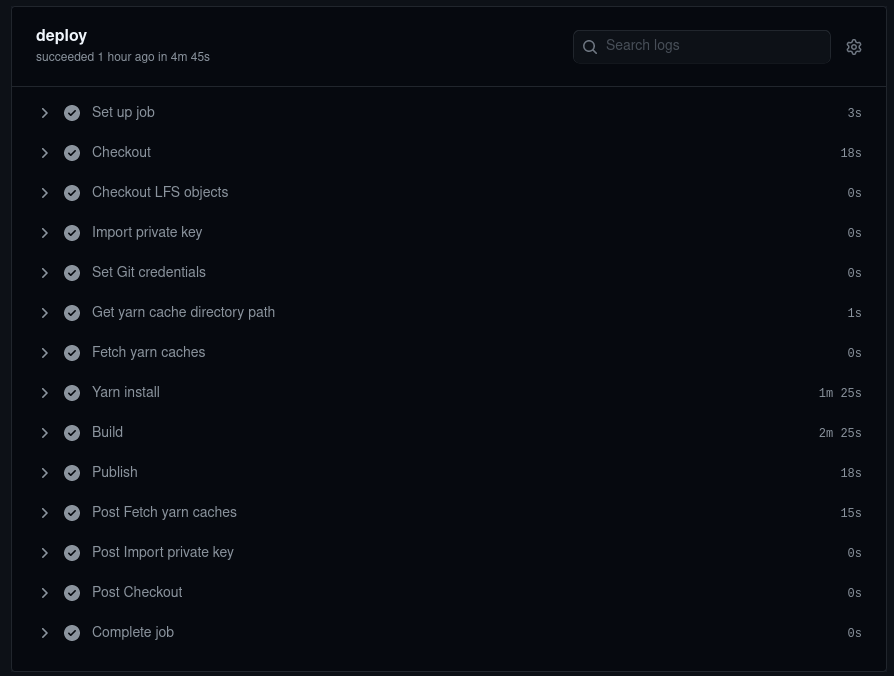 deploy
succeeded 1 hour ago in 4m 45s
Search logs
Set up job 3s
Checkout 18s
Checkout LFS objects 0s
Import private key 0s
Set Git credentials 0s
Get yarn cache directory path 1s
Fetch yarn caches 0s
Yarn install 1m 25s
Build 2m 25s
Publish 18s
Post Fetch yarn caches 15s
Post Import private key 0s
Post Checkout 0s
Complete job 0s